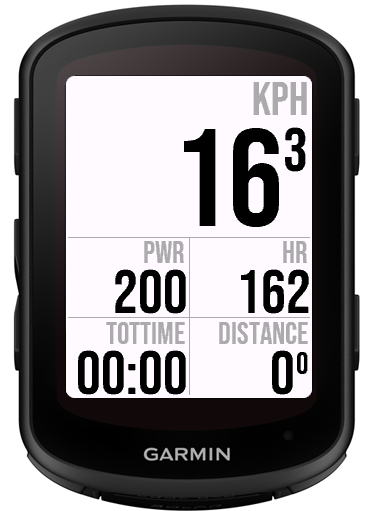 KPH
16³
PWR HR
200 162
TOTTIME DISTANCE
00:00 0⁰
GARMIN